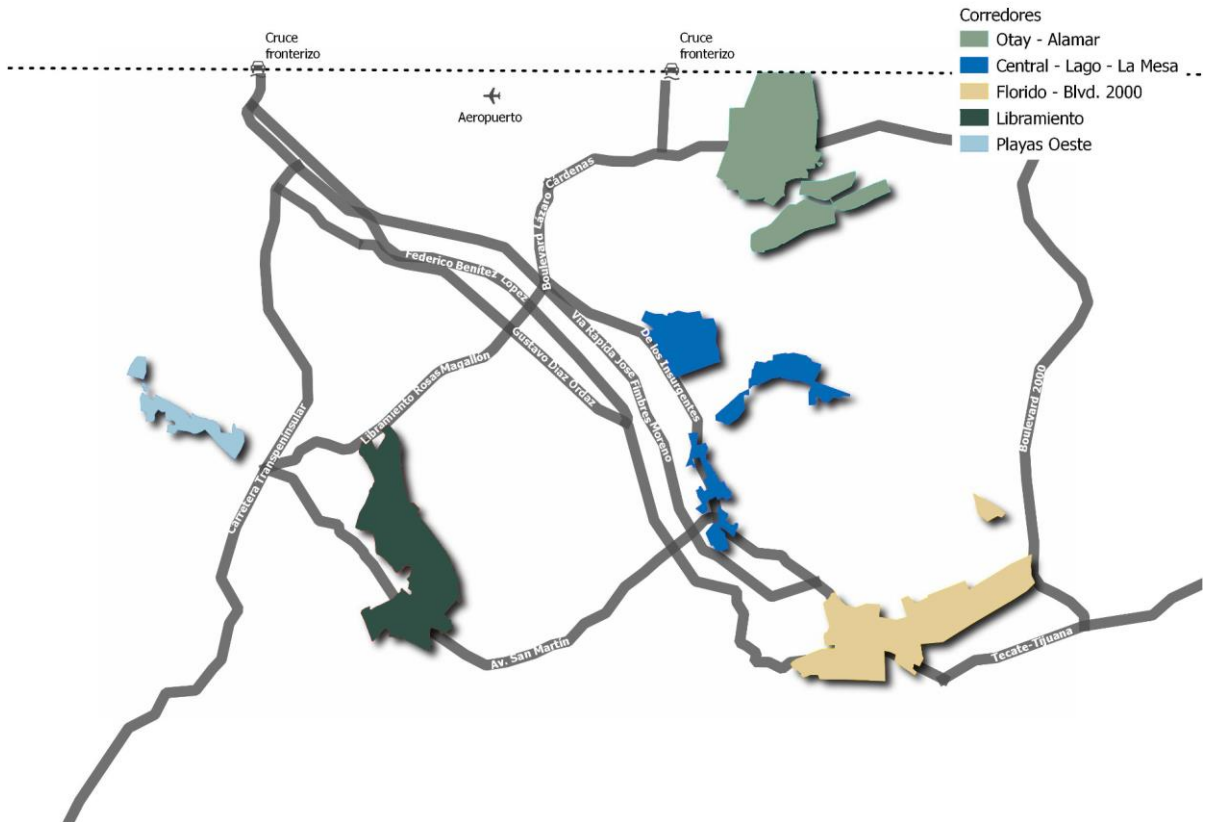 Corredores
Otay - Alamar
Central - Lago - La Mesa
Florido - Blvd. 2000
Libramiento
Playas Oeste
Cruce
fronterizo
Cruce
fronterizo
Aeropuerto
Boulevard Lázaro Cárdenas
Federico Benítez López
Gustavo Díaz Ordaz
Vía Rápida José Fimbres Moreno
De los Insurgentes
Libramiento Rosas Magallón
Carretera Transpeninsular
Boulevard 2000
Av. San Martín
Tecate-Tijuana